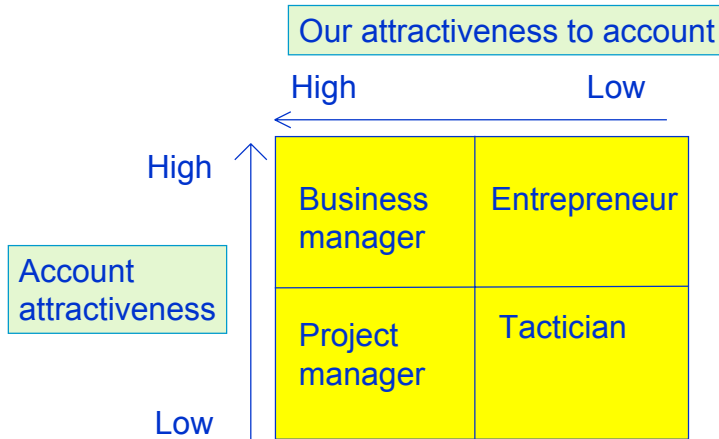 Our attractiveness to account
High Low
High
Business
manager
Entrepreneur
Account
attractiveness
Project
manager
Tactician
Low